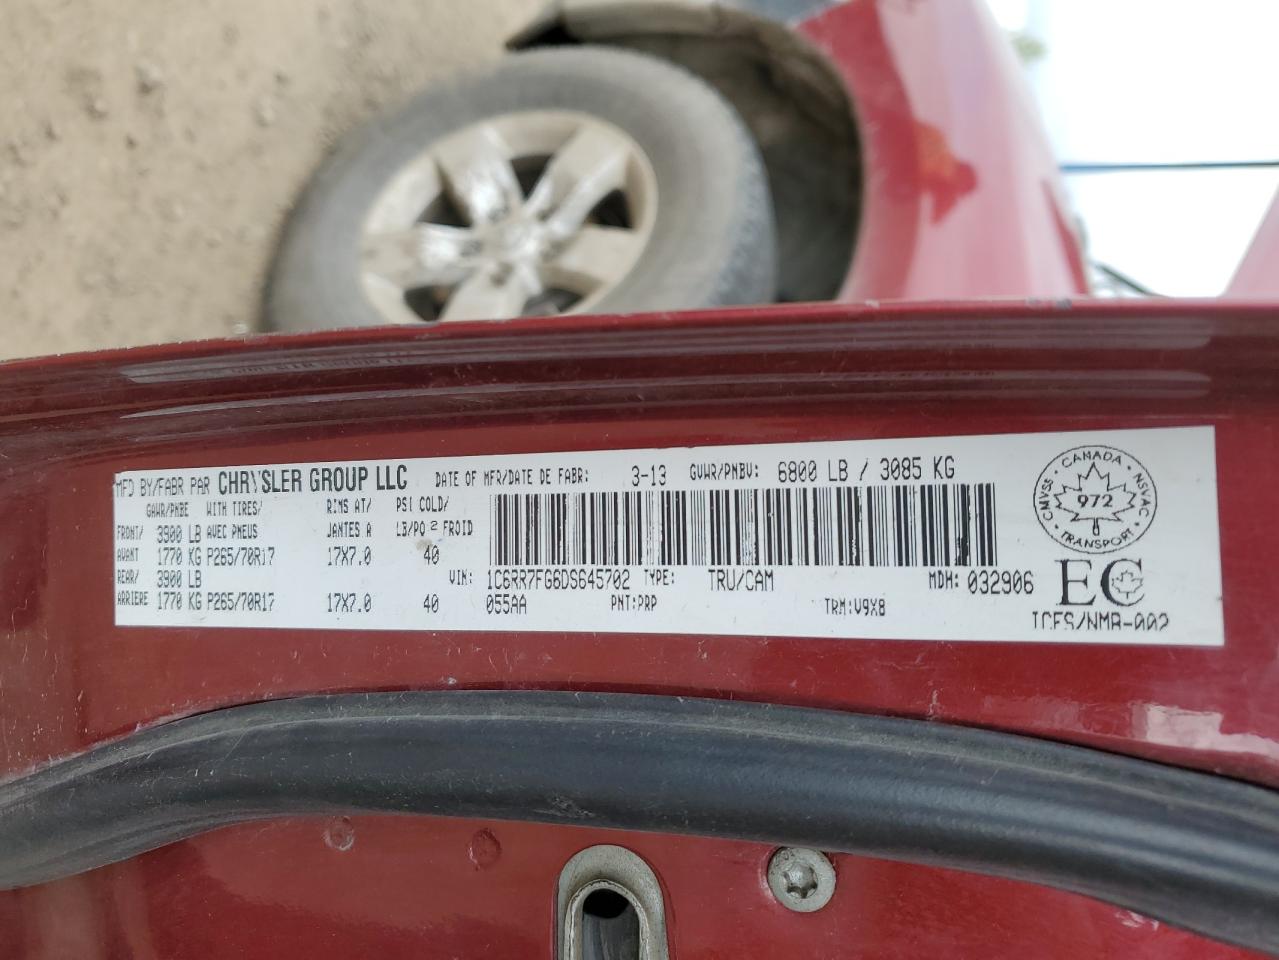 MFD BY/FABR PAR CHRYSLER GROUP LLC DATE OF MFR/DATE DE FABR: 3-13 GVWR/PNBV: 6800 LB / 3085 KG
GAWR/PNBE WITH TIRES/ RIMS AT/ PSI COLD/
FRONT/ 3900 LB AVEC PNEUS JANTES A LB/PO² FROID
AVANT 1770 KG P265/70R17 17X7.0 40
REAR/ 3900 LB VIN: 1C6RR7FG6DS645702 TYPE: TRU/CAM MDH: 032906
ARRIERE 1770 KG P265/70R17 17X7.0 40 055AA PNT:PRP TRM:V9X8
CANADA
CMVSS 972 NSVAC
TRANSPORT
EC
ICES/NMB-002